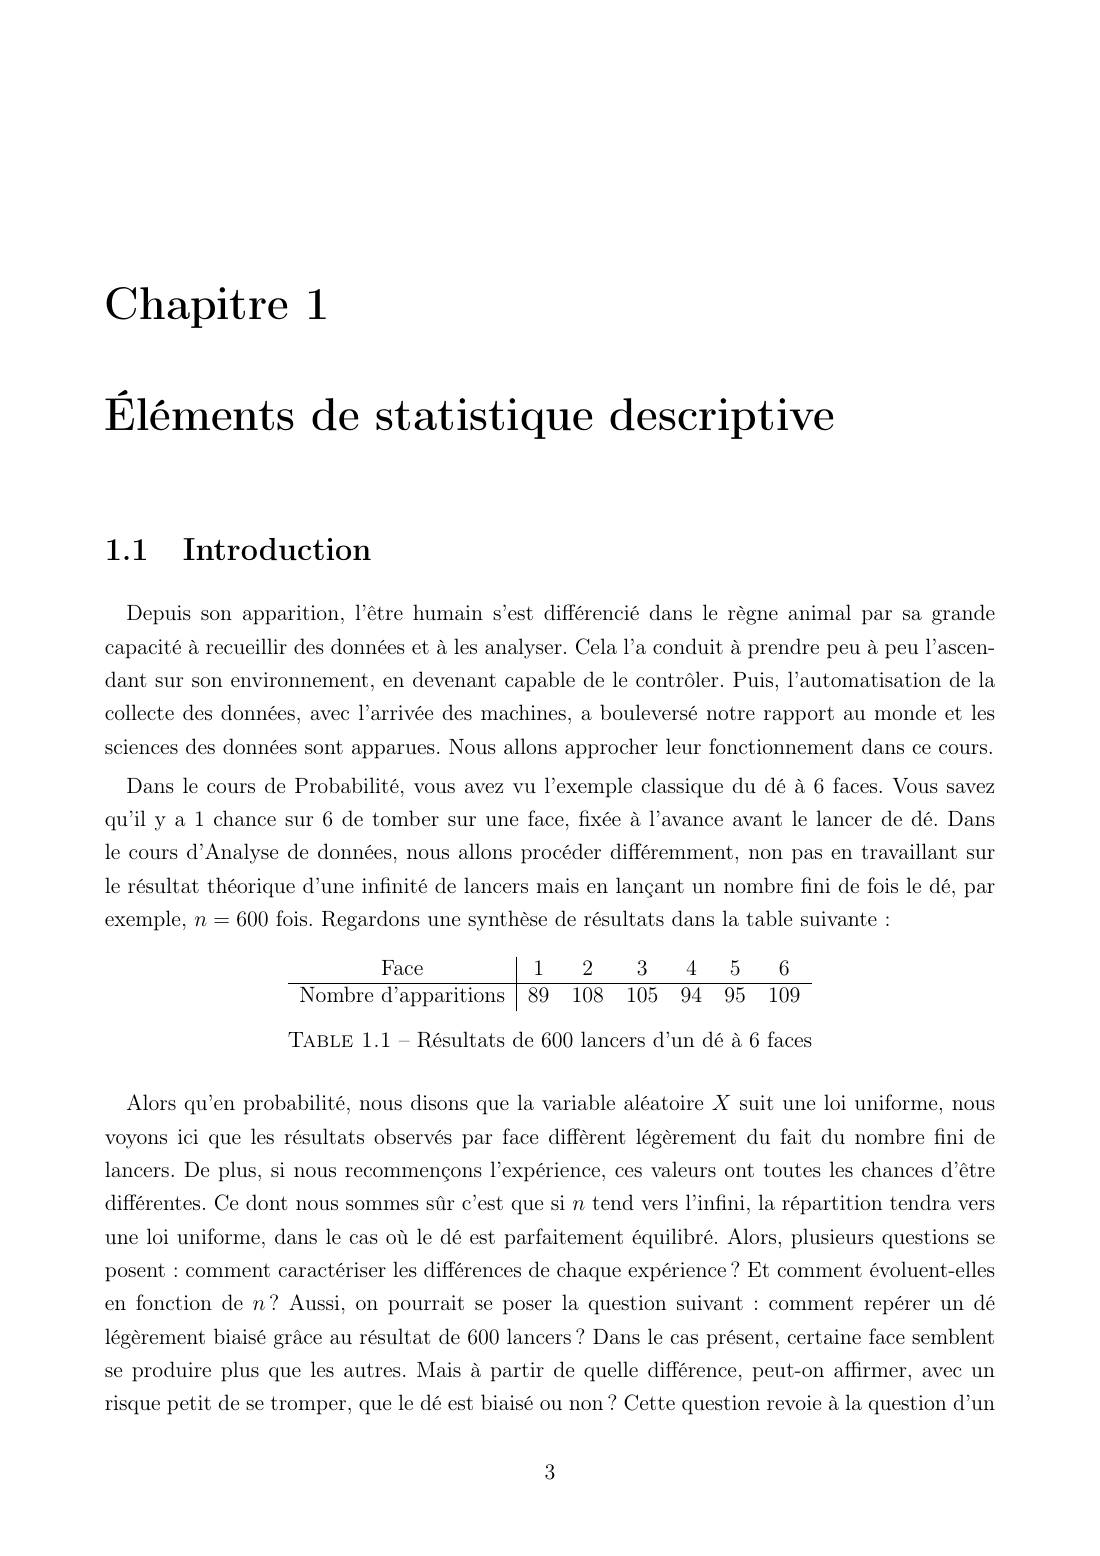 Chapitre 1
Éléments de statistique descriptive
1.1 Introduction
Depuis son apparition, l'être humain s'est différencié dans le règne animal par sa grande
capacité à recueillir des données et à les analyser. Cela l'a conduit à prendre peu à peu l'ascen-
dant sur son environnement, en devenant capable de le contrôler. Puis, l'automatisation de la
collecte des données, avec l'arrivée des machines, a bouleversé notre rapport au monde et les
sciences des données sont apparues. Nous allons approcher leur fonctionnement dans ce cours.
Dans le cours de Probabilité, vous avez vu l'exemple classique du dé à 6 faces. Vous savez
qu'il y a 1 chance sur 6 de tomber sur une face, fixée à l'avance avant le lancer de dé. Dans
le cours d'Analyse de données, nous allons procéder différemment, non pas en travaillant sur
le résultat théorique d'une infinité de lancers mais en lançant un nombre fini de fois le dé, par
exemple, n = 600 fois. Regardons une synthèse de résultats dans la table suivante :
Face 1 2 3 4 5 6
Nombre d'apparitions 89 108 105 94 95 109
TABLE 1.1 – Résultats de 600 lancers d'un dé à 6 faces
Alors qu'en probabilité, nous disons que la variable aléatoire X suit une loi uniforme, nous
voyons ici que les résultats observés par face diffèrent légèrement du fait du nombre fini de
lancers. De plus, si nous recommençons l'expérience, ces valeurs ont toutes les chances d'être
différentes. Ce dont nous sommes sûr c'est que si n tend vers l'infini, la répartition tendra vers
une loi uniforme, dans le cas où le dé est parfaitement équilibré. Alors, plusieurs questions se
posent : comment caractériser les différences de chaque expérience ? Et comment évoluent-elles
en fonction de n ? Aussi, on pourrait se poser la question suivant : comment repérer un dé
légèrement biaisé grâce au résultat de 600 lancers ? Dans le cas présent, certaine face semblent
se produire plus que les autres. Mais à partir de quelle différence, peut-on affirmer, avec un
risque petit de se tromper, que le dé est biaisé ou non ? Cette question revoie à la question d'un
3